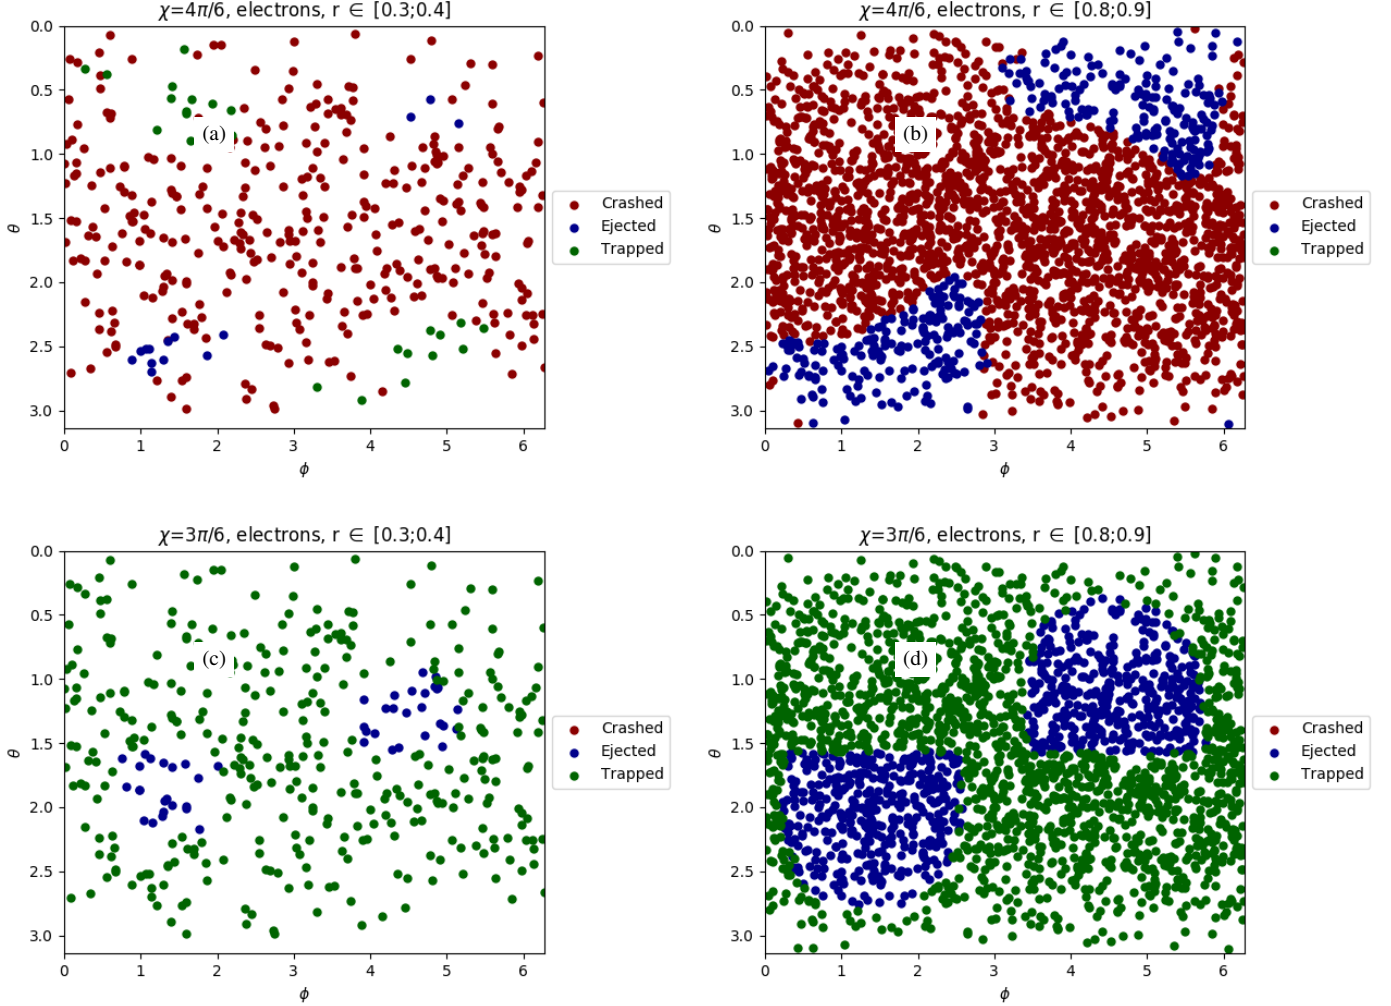 χ=4π/6, electrons, r ∈ [0.3;0.4]
0.0
0.5
1.0
1.5
2.0
2.5
3.0
θ
(a)
0 1 2 3 4 5 6
ϕ
Crashed
Ejected
Trapped
χ=4π/6, electrons, r ∈ [0.8;0.9]
0.0
0.5
1.0
1.5
2.0
2.5
3.0
θ
(b)
0 1 2 3 4 5 6
ϕ
Crashed
Ejected
Trapped
χ=3π/6, electrons, r ∈ [0.3;0.4]
0.0
0.5
1.0
1.5
2.0
2.5
3.0
θ
(c)
0 1 2 3 4 5 6
ϕ
Crashed
Ejected
Trapped
χ=3π/6, electrons, r ∈ [0.8;0.9]
0.0
0.5
1.0
1.5
2.0
2.5
3.0
θ
(d)
0 1 2 3 4 5 6
ϕ
Crashed
Ejected
Trapped